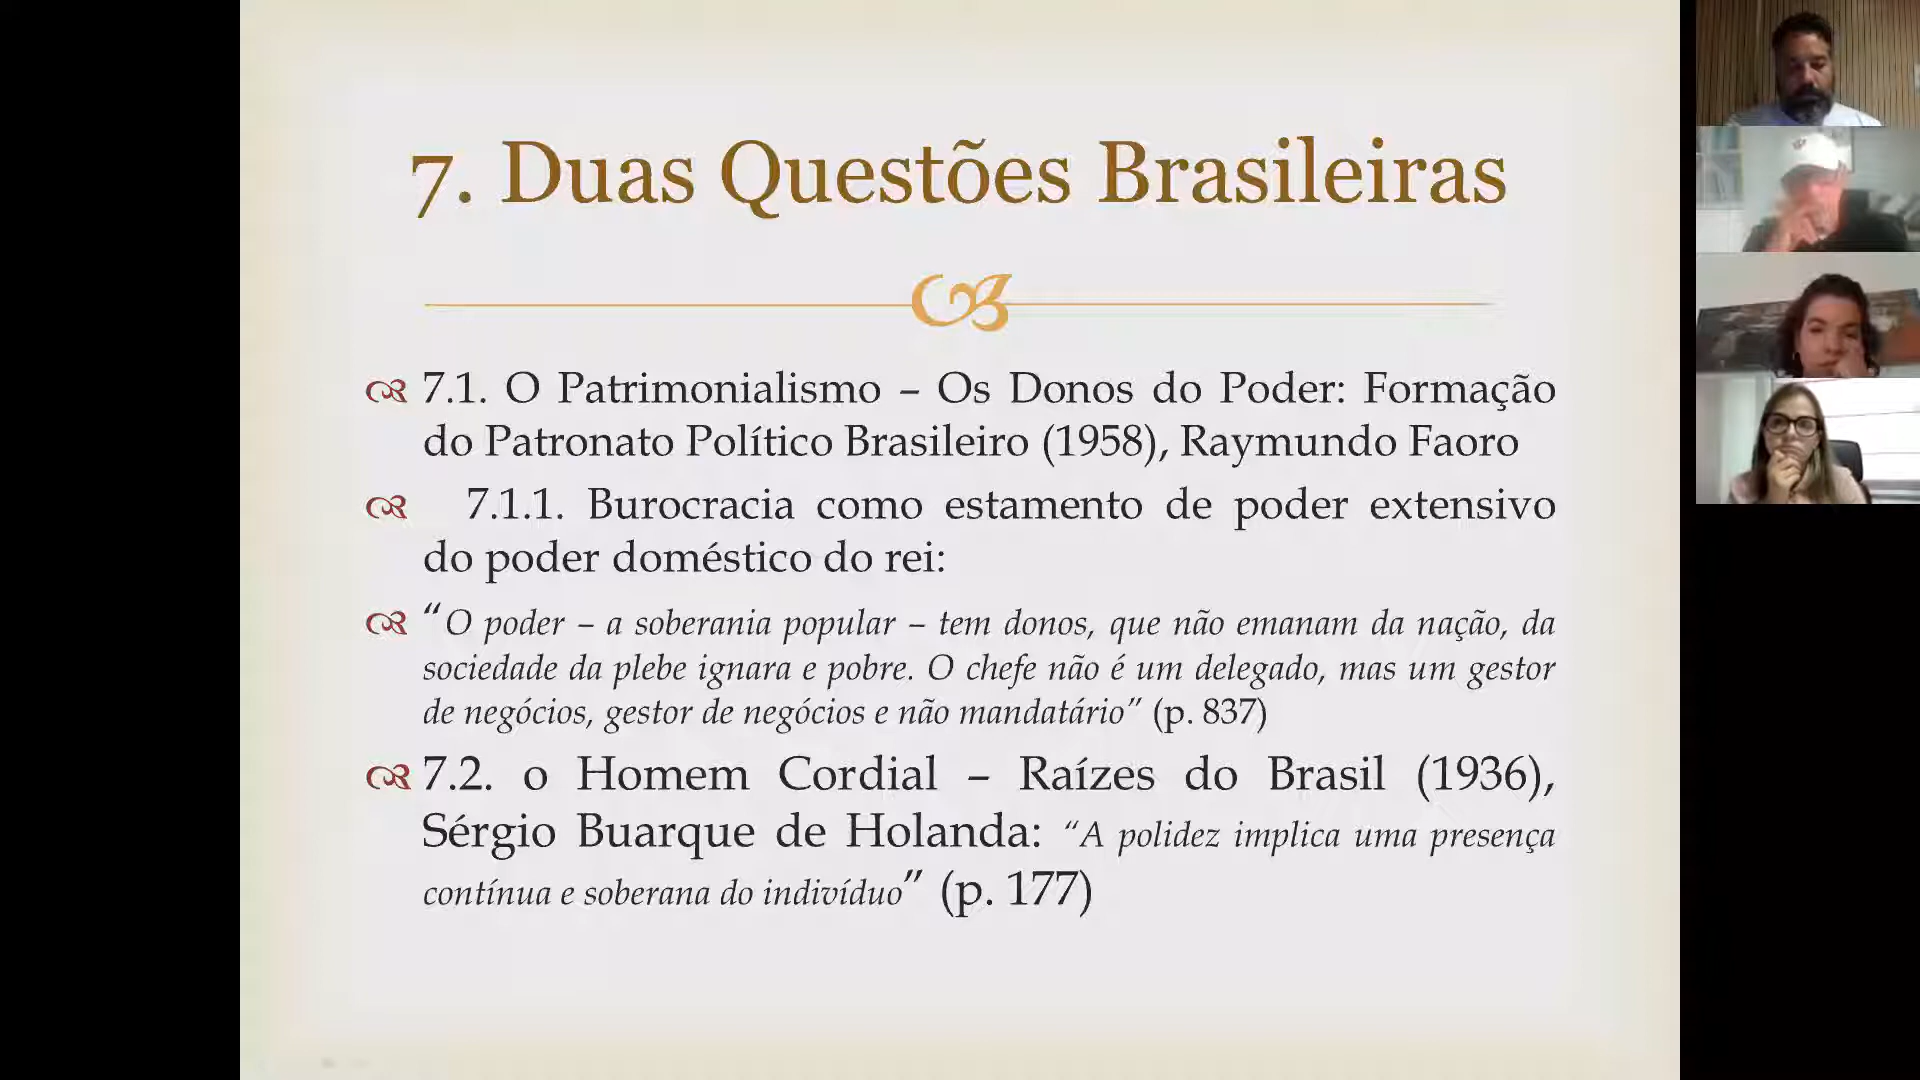 7. Duas Questões Brasileiras
7.1. O Patrimonialismo – Os Donos do Poder: Formação
do Patronato Político Brasileiro (1958), Raymundo Faoro
7.1.1. Burocracia como estamento de poder extensivo
do poder doméstico do rei:
“O poder – a soberania popular – tem donos, que não emanam da nação, da
sociedade da plebe ignara e pobre. O chefe não é um delegado, mas um gestor
de negócios, gestor de negócios e não mandatário” (p. 837)
7.2. o Homem Cordial – Raízes do Brasil (1936),
Sérgio Buarque de Holanda: “A polidez implica uma presença
contínua e soberana do indivíduo” (p. 177)